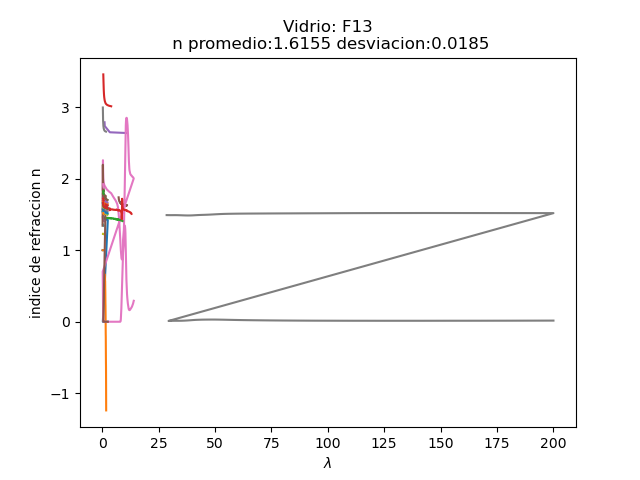 Vidrio: F13
n promedio:1.6155 desviacion:0.0185
indice de refraccion n
3
2
1
0
−1
0 25 50 75 100 125 150 175 200
λ